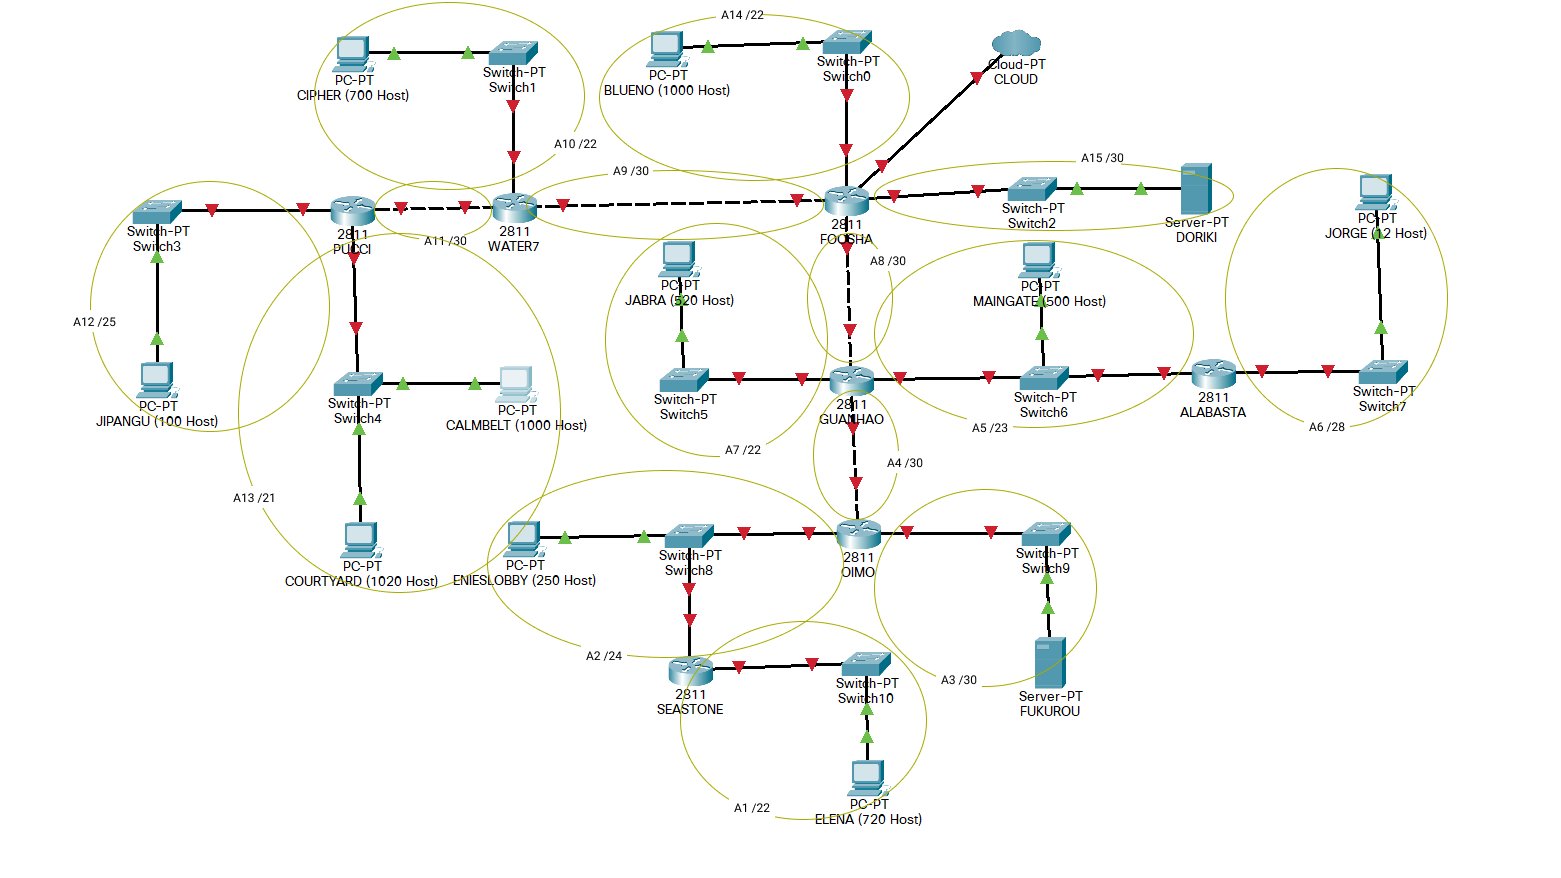 A14 /22
PC-PT
CIPHER (700 Host)
Switch-PT
Switch1
A10 /22
PC-PT
BLUENO (1000 Host)
Switch-PT
Switch0
Cloud-PT
CLOUD
A9 /30
A15 /30
Switch-PT
Switch3
2811
PUCCI
A11 /30
2811
WATER7
2811
FOOSHA
Switch-PT
Switch2
Server-PT
DORIKI
PC-PT
JORGE (12 Host)
A8 /30
PC-PT
JABRA (520 Host)
PC-PT
MAINGATE (500 Host)
A12 /25
PC-PT
JIPANGU (100 Host)
Switch-PT
Switch4
PC-PT
CALMBELT (1000 Host)
Switch-PT
Switch5
2811
GUANHAO
Switch-PT
Switch6
2811
ALABASTA
Switch-PT
Switch7
A7 /22
A5 /23
A6 /28
A4 /30
A13 /21
PC-PT
COURTYARD (1020 Host)
PC-PT
ENIESLOBBY (250 Host)
Switch-PT
Switch8
2811
OIMO
Switch-PT
Switch9
A2 /24
2811
SEASTONE
Switch-PT
Switch10
A3 /30
Server-PT
FUKUROU
A1 /22
PC-PT
ELENA (720 Host)